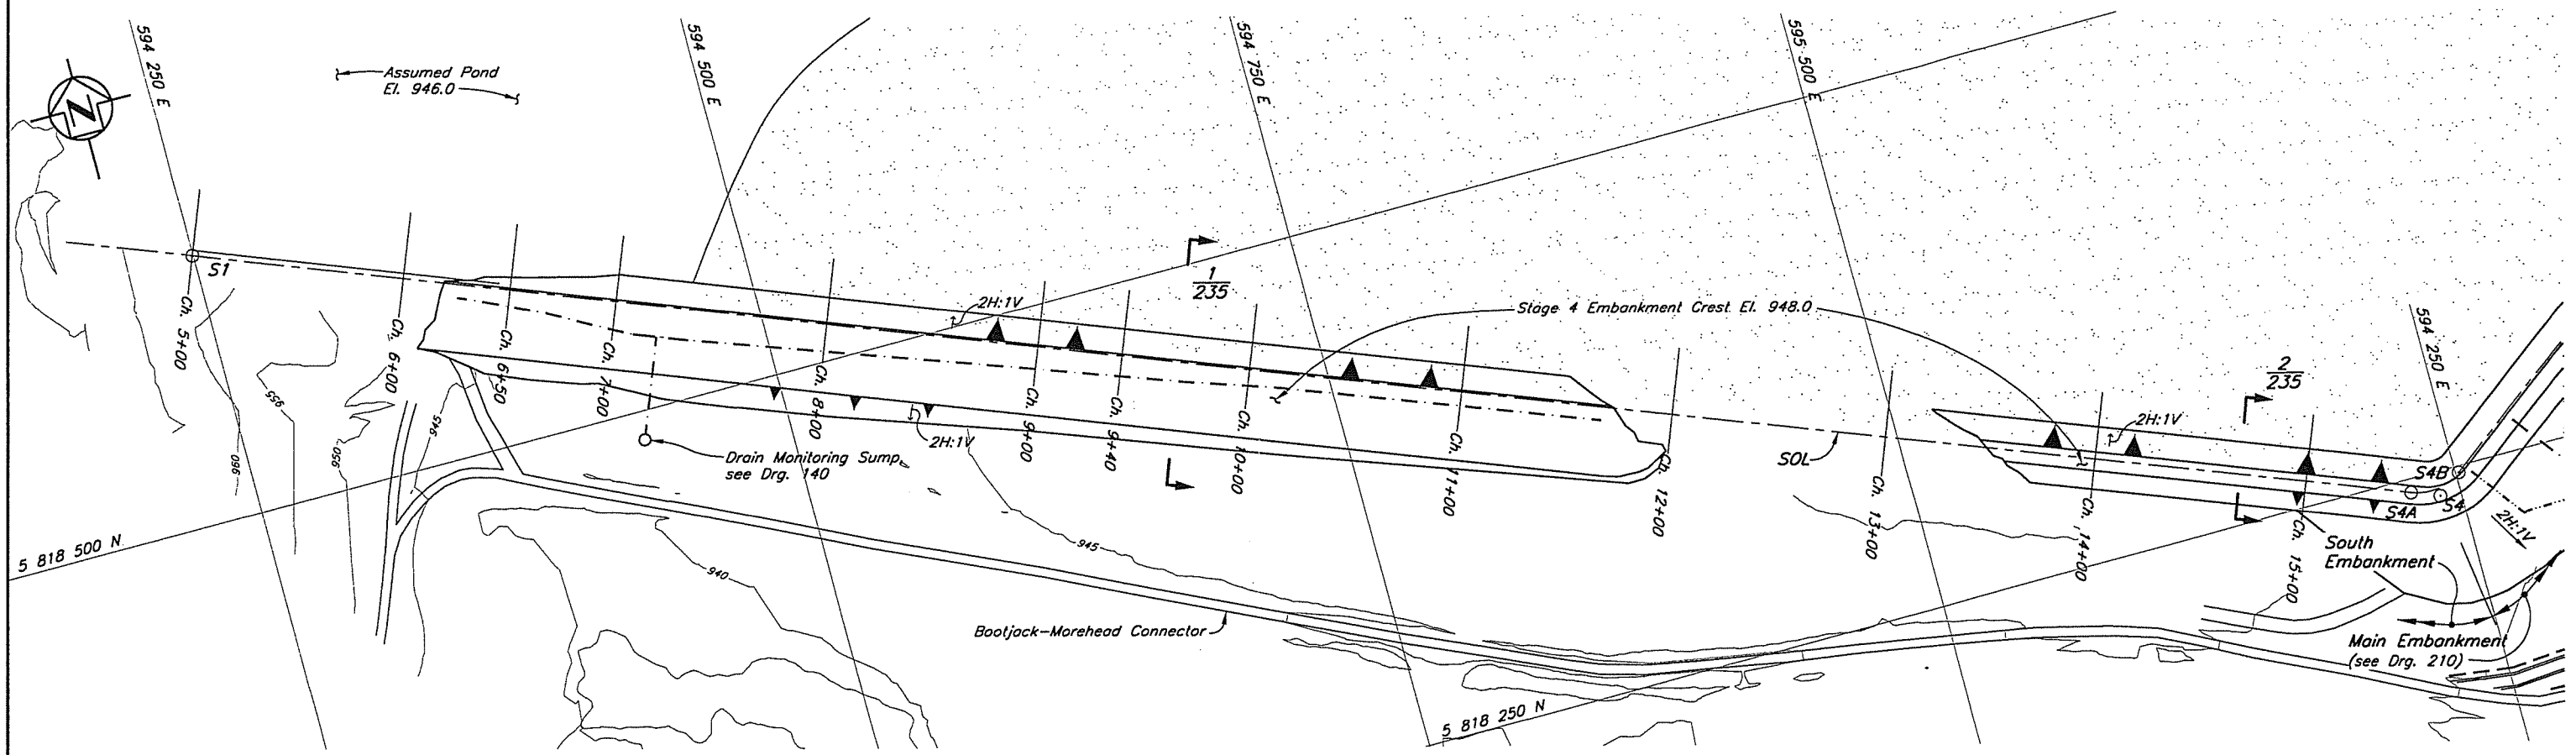 594 250 E
594 500 E
594 750 E
595 500 E
594 250 E
N
Assumed Pond
El. 946.0
S1
Ch. 5+00
Ch. 6+00
Ch. 6+50
Ch. 7+00
Ch. 8+00
Ch. 9+00
Ch. 9+40
Ch. 10+00
Ch. 11+00
Ch. 12+00
Ch. 13+00
Ch. 14+00
Ch. 15+00
1
235
2
235
2H:1V
2H:1V
2H:1V
2H:1V
Stage 4 Embankment Crest El. 948.0
SOL
S4B
S4
S4A
Drain Monitoring Sump,
see Drg. 140
960
955
950
945
945
940
5 818 500 N
5 818 250 N
Bootjack-Morehead Connector
South
Embankment
Main Embankment
(see Drg. 210)